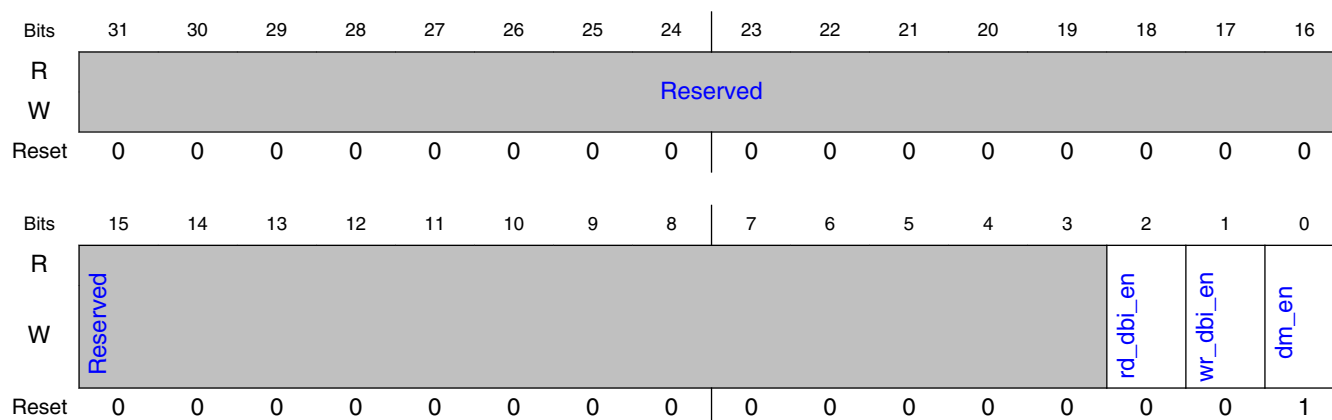 Bits 31 30 29 28 27 26 25 24 23 22 21 20 19 18 17 16
R
Reserved
W
Reset 0 0 0 0 0 0 0 0 0 0 0 0 0 0 0 0
Bits 15 14 13 12 11 10 9 8 7 6 5 4 3 2 1 0
R
W
Reserved
rd_dbi_en
wr_dbi_en
dm_en
Reset 0 0 0 0 0 0 0 0 0 0 0 0 0 0 0 1